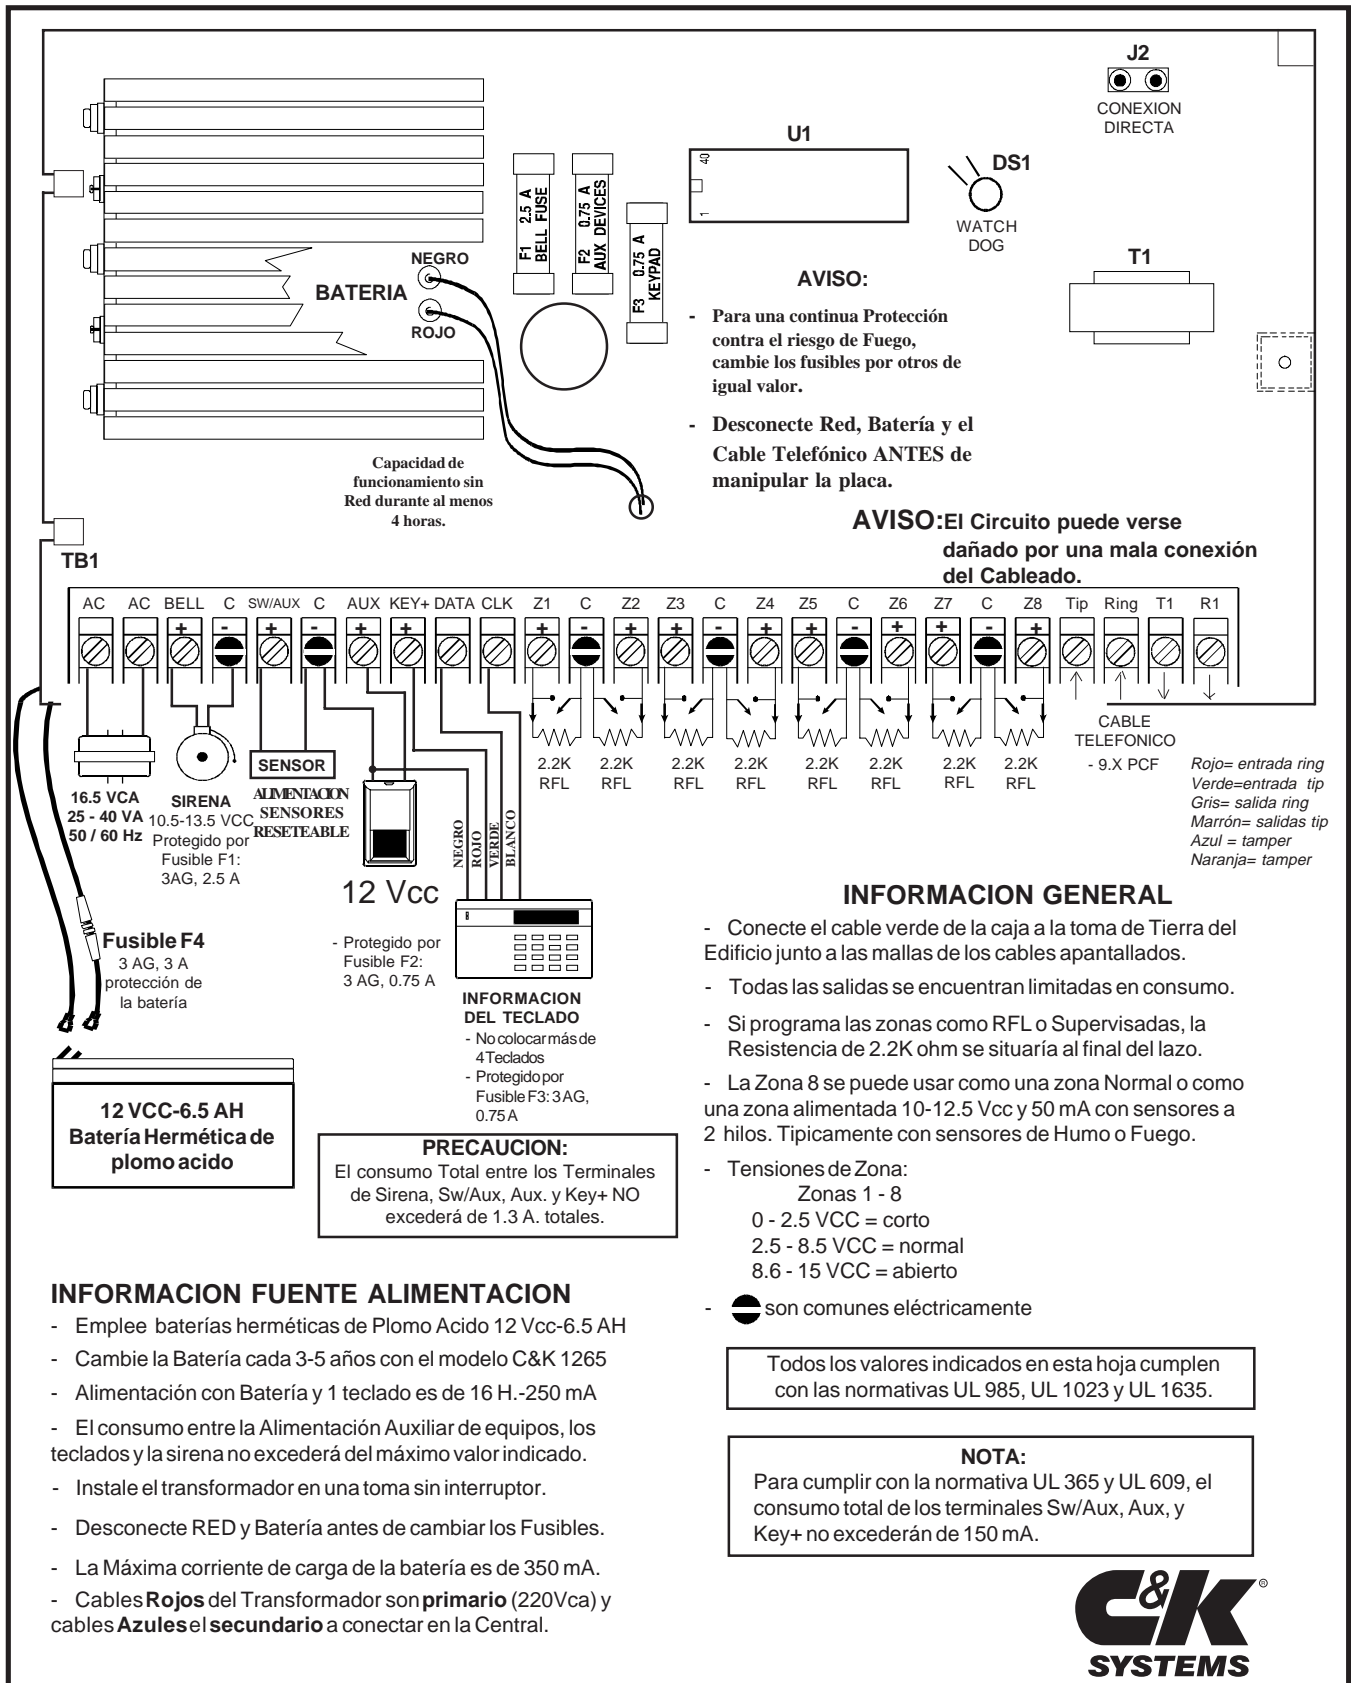 J2
CONEXION
DIRECTA
U1
40
1
DS1
WATCH
DOG
T1
F1 2.5 A
BELL FUSE
F2 0.75 A
AUX DEVICES
F3 0.75 A
KEYPAD
NEGRO
BATERIA
ROJO
AVISO:
- Para una continua Protección
contra el riesgo de Fuego,
cambie los fusibles por otros de
igual valor.
- Desconecte Red, Batería y el
Cable Telefónico ANTES de
manipular la placa.
Capacidad de
funcionamiento sin
Red durante al menos
4 horas.
AVISO:El Circuito puede verse
dañado por una mala conexión
del Cableado.
TB1
AC AC BELL C SW/AUX C AUX KEY+ DATA CLK Z1 C Z2 Z3 C Z4 Z5 C Z6 Z7 C Z8 Tip Ring T1 R1
+ - + - + + + - + + - + + - + + - +
2.2K 2.2K 2.2K 2.2K 2.2K 2.2K 2.2K 2.2K
RFL RFL RFL RFL RFL RFL RFL RFL
CABLE
TELEFONICO
- 9.X PCF
Rojo= entrada ring
Verde=entrada tip
Gris= salida ring
Marrón= salidas tip
Azul = tamper
Naranja= tamper
16.5 VCA
25 - 40 VA
50 / 60 Hz
SIRENA
10.5-13.5 VCC
Protegido por
Fusible F1:
3AG, 2.5 A
SENSOR
ALIMENTACION
SENSORES
RESETEABLE
12 Vcc
- Protegido por
Fusible F2:
3 AG, 0.75 A
NEGRO
ROJO
VERDE
BLANCO
INFORMACION
DEL TECLADO
- No colocar más de
4 Teclados
- Protegido por
Fusible F3: 3 AG,
0.75 A
Fusible F4
3 AG, 3 A
protección de
la batería
12 VCC-6.5 AH
Batería Hermética de
plomo acido
PRECAUCION:
El consumo Total entre los Terminales
de Sirena, Sw/Aux, Aux. y Key+ NO
excederá de 1.3 A. totales.
INFORMACION GENERAL
- Conecte el cable verde de la caja a la toma de Tierra del
Edificio junto a las mallas de los cables apantallados.
- Todas las salidas se encuentran limitadas en consumo.
- Si programa las zonas como RFL o Supervisadas, la
Resistencia de 2.2K ohm se situaría al final del lazo.
- La Zona 8 se puede usar como una zona Normal o como
una zona alimentada 10-12.5 Vcc y 50 mA con sensores a
2 hilos. Tipicamente con sensores de Humo o Fuego.
- Tensiones de Zona:
Zonas 1 - 8
0 - 2.5 VCC = corto
2.5 - 8.5 VCC = normal
8.6 - 15 VCC = abierto
- son comunes eléctricamente
INFORMACION FUENTE ALIMENTACION
- Emplee baterías herméticas de Plomo Acido 12 Vcc-6.5 AH
- Cambie la Batería cada 3-5 años con el modelo C&K 1265
- Alimentación con Batería y 1 teclado es de 16 H.-250 mA
- El consumo entre la Alimentación Auxiliar de equipos, los
teclados y la sirena no excederá del máximo valor indicado.
- Instale el transformador en una toma sin interruptor.
- Desconecte RED y Batería antes de cambiar los Fusibles.
- La Máxima corriente de carga de la batería es de 350 mA.
- Cables Rojos del Transformador son primario (220Vca) y
cables Azules el secundario a conectar en la Central.
Todos los valores indicados en esta hoja cumplen
con las normativas UL 985, UL 1023 y UL 1635.
NOTA:
Para cumplir con la normativa UL 365 y UL 609, el
consumo total de los terminales Sw/Aux, Aux, y
Key+ no excederán de 150 mA.
C&K®
SYSTEMS